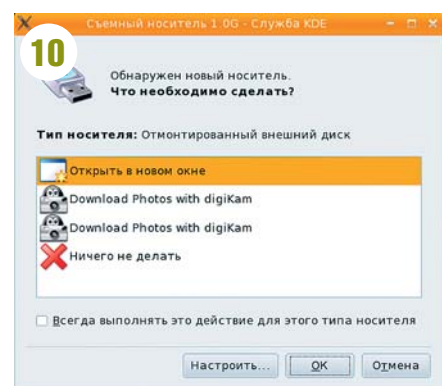 Съемный носитель 1.0G - Служба KDE
10
Обнаружен новый носитель.
Что необходимо сделать?
Тип носителя: Отмонтированный внешний диск
Открыть в новом окне
Download Photos with digiKam
Download Photos with digiKam
Ничего не делать
Всегда выполнять это действие для этого типа носителя
Настроить... OK Отмена